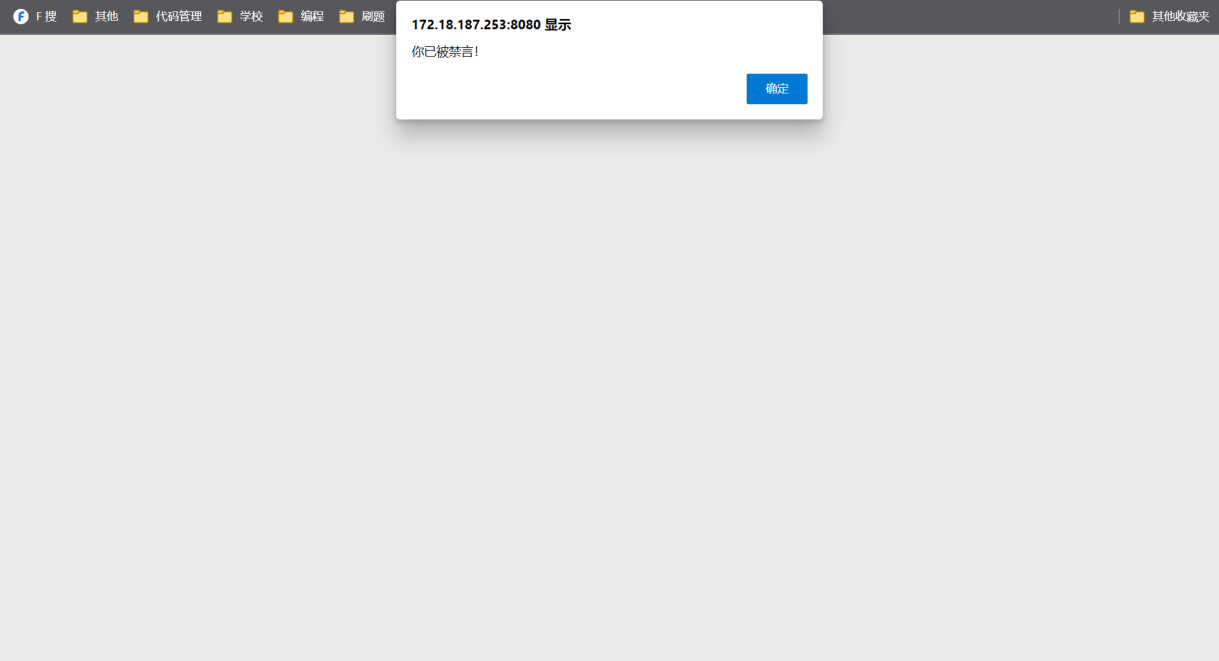 F 搜 其他 代码管理 学校 编程 刷题 其他收藏夹
172.18.187.253:8080 显示
你已被禁言！
确定